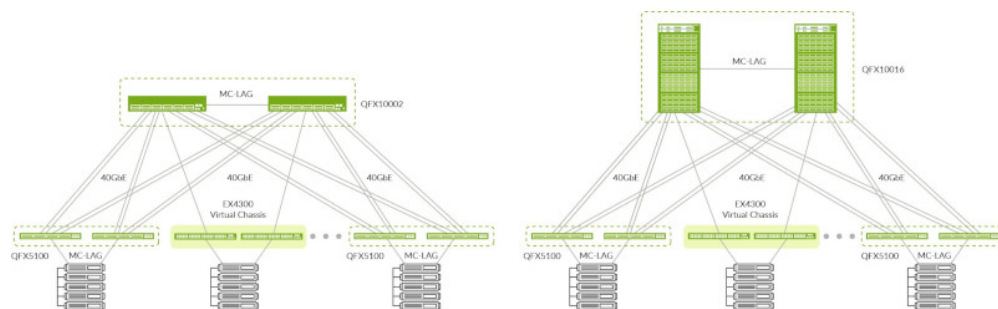 MC-LAG
QFX10002
40GbE
40GbE
40GbE
EX4300
Virtual Chassis
QFX5100
MC-LAG
QFX5100
MC-LAG
MC-LAG
QFX10016
40GbE
40GbE
40GbE
EX4300
Virtual Chassis
QFX5100
MC-LAG
QFX5100
MC-LAG